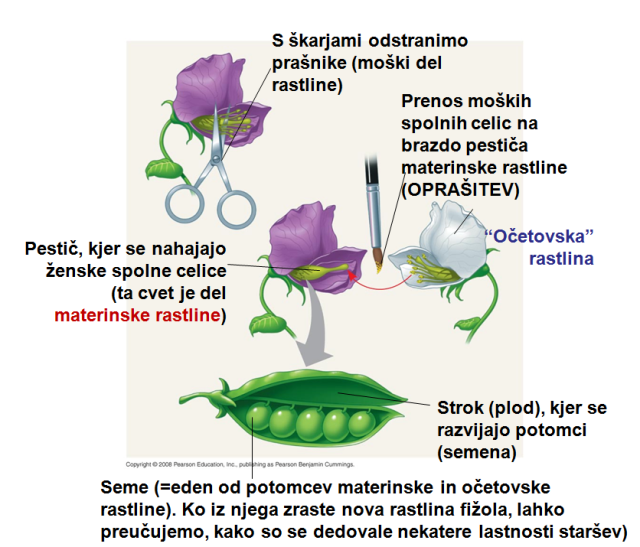 S škarjami odstranimo
prašnike (moški del
rastline)
Prenos moških
spolnih celic na
brazdo pestiča
materinske rastline
(OPRAŠITEV)
“Očetovska”
rastlina
Pestič, kjer se nahajajo
ženske spolne celice
(ta cvet je del
materinske rastline)
Strok (plod), kjer se
razvijajo potomci
(semena)
Copyright © 2008 Pearson Education, Inc., publishing as Pearson Benjamin Cummings.
Seme (=eden od potomcev materinske in očetovske
rastline). Ko iz njega zraste nova rastlina fižola, lahko
preučujemo, kako so se dedovale nekatere lastnosti staršev)